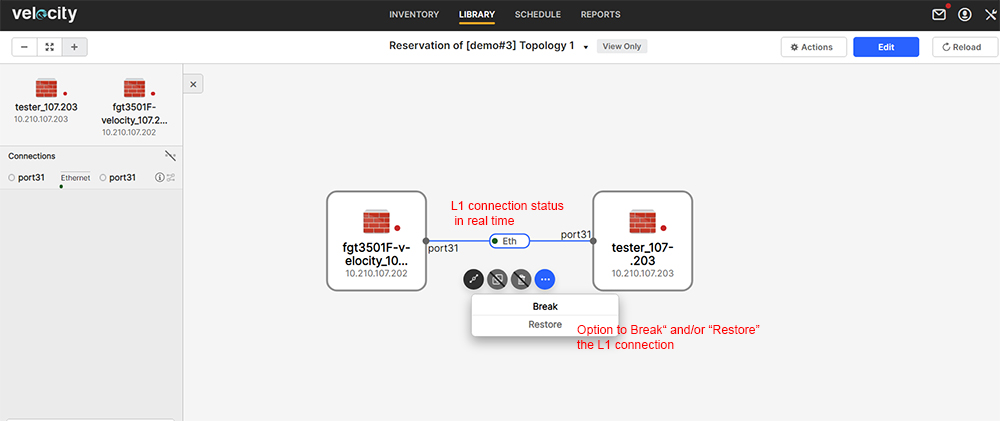 velocity
INVENTORY
LIBRARY
SCHEDULE
REPORTS
Reservation of [demo#3] Topology 1
View Only
Actions
Edit
Reload
tester_107.203
10.210.107.203
fgt3501F-
velocity_107.2...
10.210.107.202
Connections
port31
Ethernet
port31
L1 connection status
in real time
fgt3501F-v-
elocity_10...
10.210.107.202
port31
Eth
port31
tester_107-
.203
10.210.107.203
Break
Restore
Option to Break“ and/or “Restore”
the L1 connection